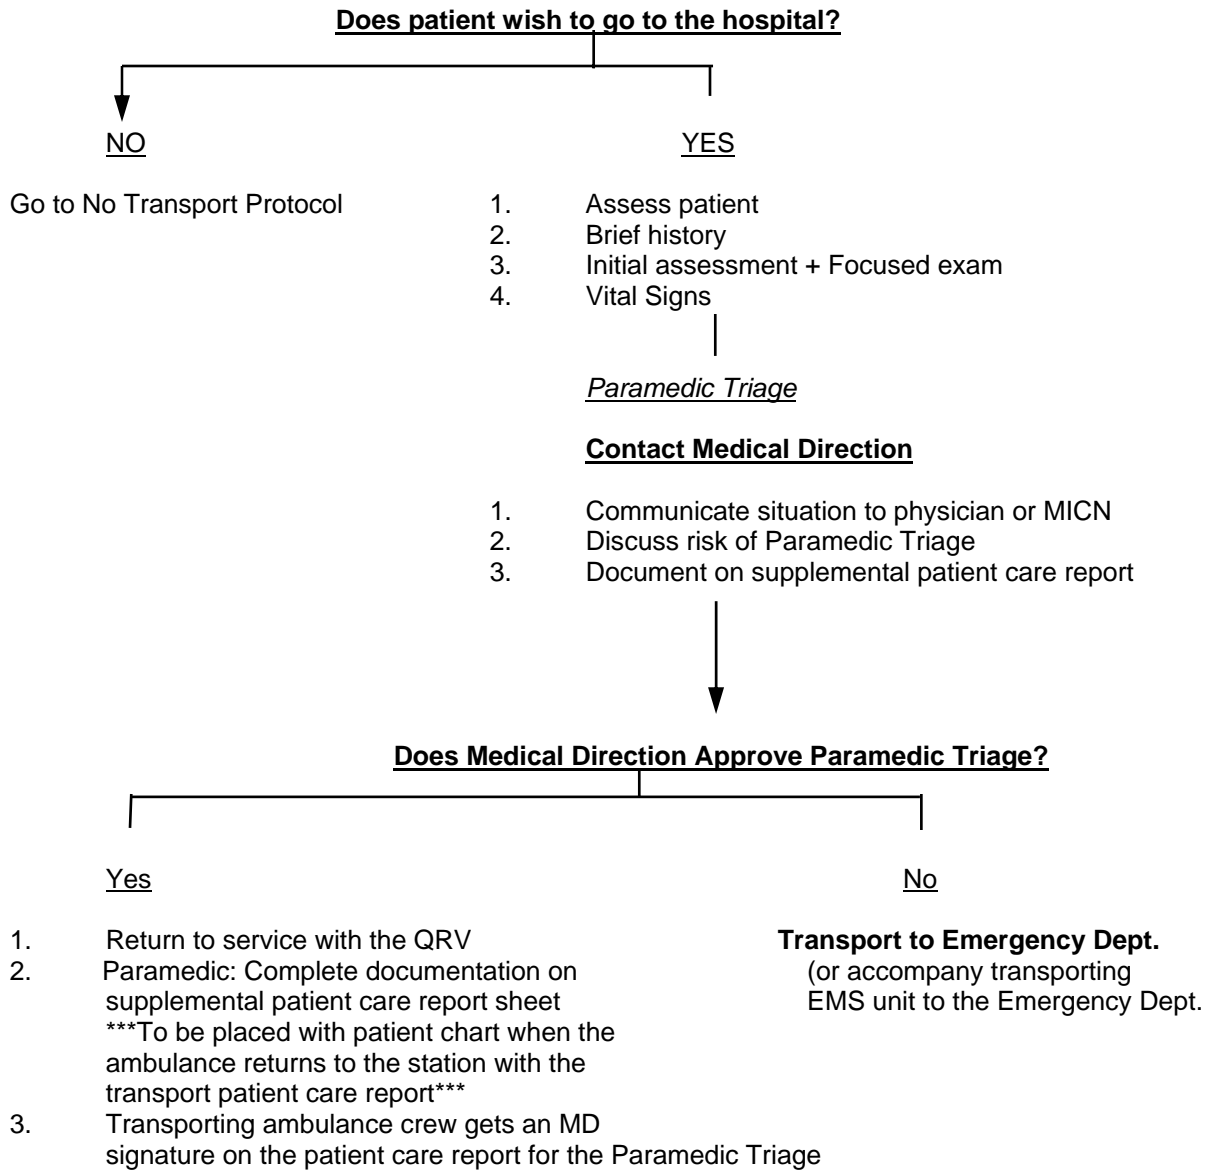 Does patient wish to go to the hospital?
NO
YES
Go to No Transport Protocol
1. Assess patient
2. Brief history
3. Initial assessment + Focused exam
4. Vital Signs
Paramedic Triage
Contact Medical Direction
1. Communicate situation to physician or MICN
2. Discuss risk of Paramedic Triage
3. Document on supplemental patient care report
Does Medical Direction Approve Paramedic Triage?
Yes
No
1. Return to service with the QRV
2. Paramedic: Complete documentation on
supplemental patient care report sheet
***To be placed with patient chart when the
ambulance returns to the station with the
transport patient care report***
3. Transporting ambulance crew gets an MD
signature on the patient care report for the Paramedic Triage
Transport to Emergency Dept.
(or accompany transporting
EMS unit to the Emergency Dept.